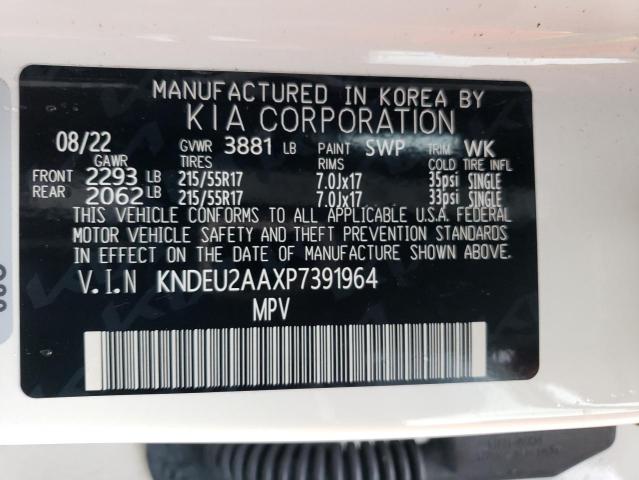 MANUFACTURED IN KOREA BY
KIA CORPORATION
08/22 GVWR 3881 LB PAINT SWP TRIM WK
GAWR TIRES RIMS COLD TIRE INFL
FRONT 2293 LB 215/55R17 7.0Jx17 35psi SINGLE
REAR 2062 LB 215/55R17 7.0Jx17 33psi SINGLE
THIS VEHICLE CONFORMS TO ALL APPLICABLE U.S.A. FEDERAL
MOTOR VEHICLE SAFETY AND THEFT PREVENTION STANDARDS
IN EFFECT ON THE DATE OF MANUFACTURE SHOWN ABOVE.
V.I.N KNDEU2AAXP7391964
MPV